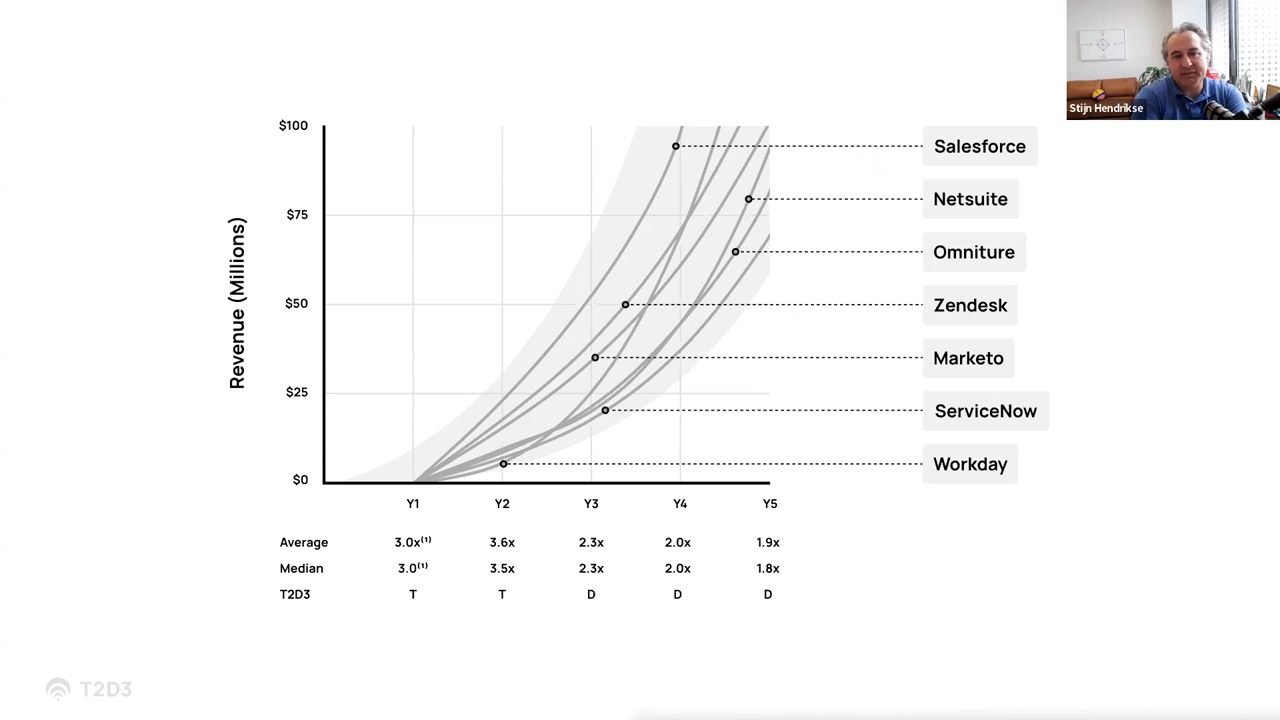 Stijn Hendrikse
Revenue (Millions)
$100
$75
$50
$25
$0
Y1 Y2 Y3 Y4 Y5
Salesforce
Netsuite
Omniture
Zendesk
Marketo
ServiceNow
Workday
Average 3.0x⁽¹⁾ 3.6x 2.3x 2.0x 1.9x
Median 3.0⁽¹⁾ 3.5x 2.3x 2.0x 1.8x
T2D3 T T D D D
T2D3